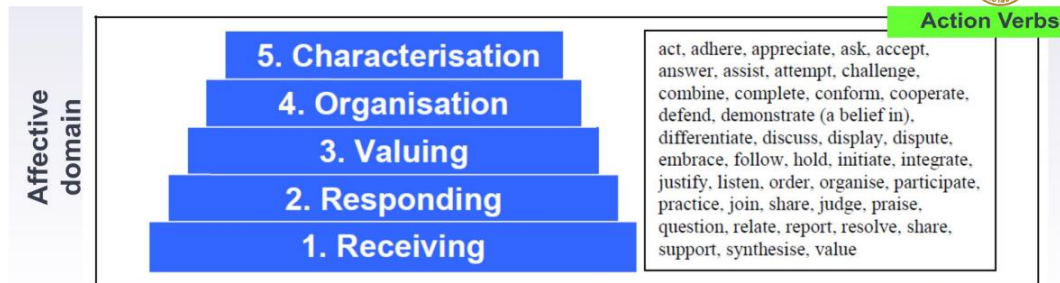 Action Verbs
Affective
domain
5. Characterisation
4. Organisation
3. Valuing
2. Responding
1. Receiving
act, adhere, appreciate, ask, accept,
answer, assist, attempt, challenge,
combine, complete, conform, cooperate,
defend, demonstrate (a belief in),
differentiate, discuss, display, dispute,
embrace, follow, hold, initiate, integrate,
justify, listen, order, organise, participate,
practice, join, share, judge, praise,
question, relate, report, resolve, share,
support, synthesise, value